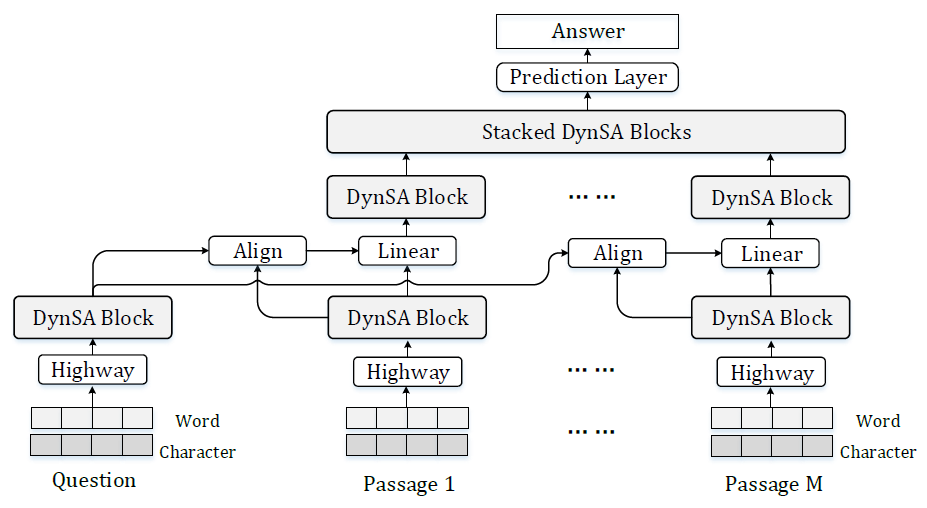 Answer
Prediction Layer
Stacked DynSA Blocks
DynSA Block
... ...
DynSA Block
Align
Linear
Align
Linear
DynSA Block
DynSA Block
DynSA Block
Highway
Highway
... ...
Highway
Word
... ...
Word
Character
Character
Question
Passage 1
Passage M